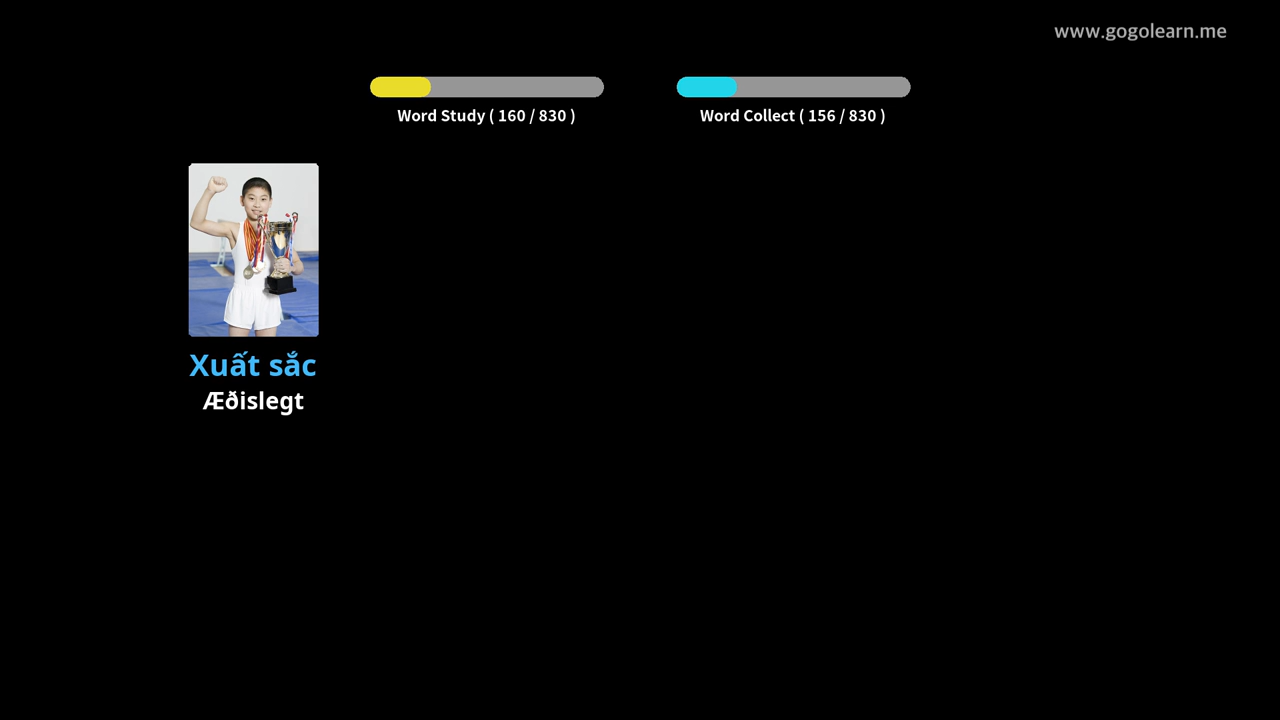 www.gogolearn.me
Word Study ( 160 / 830 )
Word Collect ( 156 / 830 )
Xuất sắc
Æðislegt